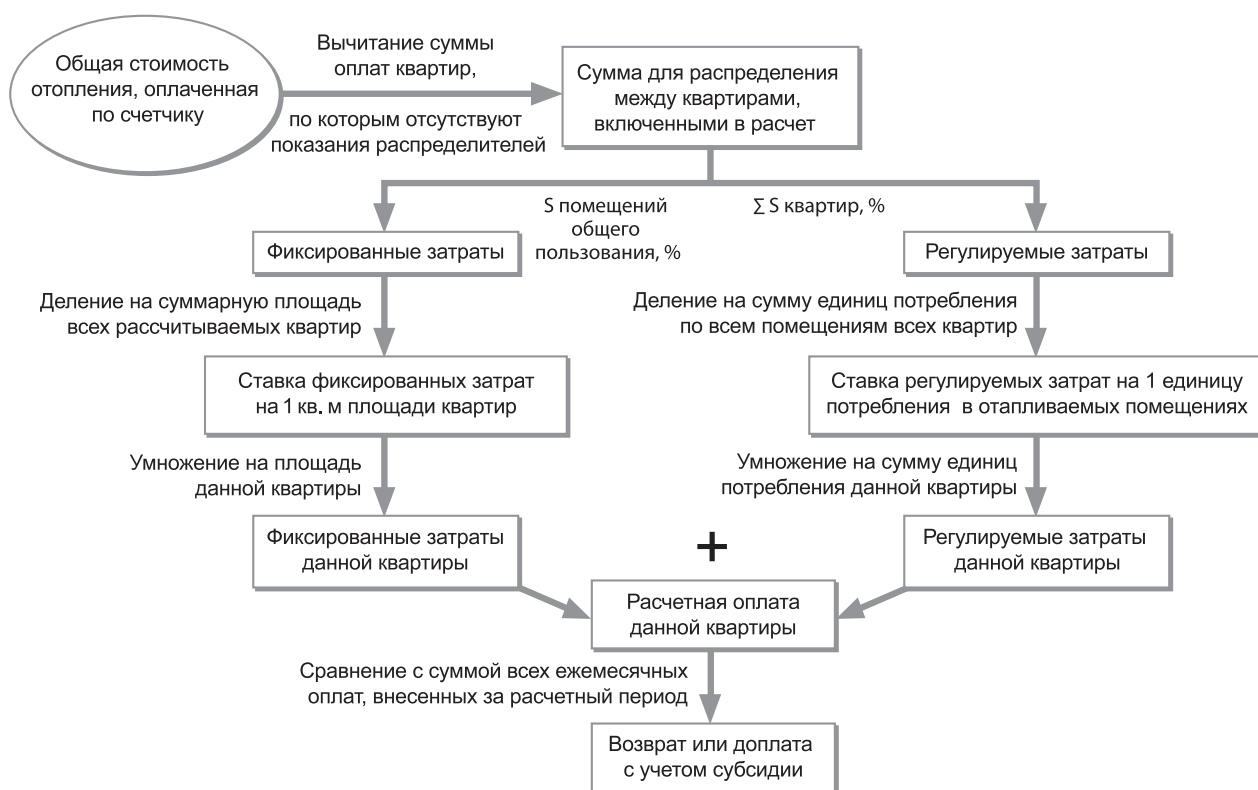 Общая стоимость
отопления, оплаченная
по счетчику
Вычитание суммы
оплат квартир,
по которым отсутствуют
показания распределителей
Сумма для распределения
между квартирами,
включенными в расчет
S помещений
общего
пользования, %
∑ S квартир, %
Фиксированные затраты
Регулируемые затраты
Деление на суммарную площадь
всех рассчитываемых квартир
Деление на сумму единиц потребления
по всем помещениям всех квартир
Ставка фиксированных затрат
на 1 кв. м площади квартир
Ставка регулируемых затрат на 1 единицу
потребления в отапливаемых помещениях
Умножение на площадь
данной квартиры
Умножение на сумму единиц
потребления данной квартиры
Фиксированные затраты
данной квартиры
+
Регулируемые затраты
данной квартиры
Расчетная оплата
данной квартиры
Сравнение с суммой всех ежемесячных
оплат, внесенных за расчетный период
Возврат или доплата
с учетом субсидии